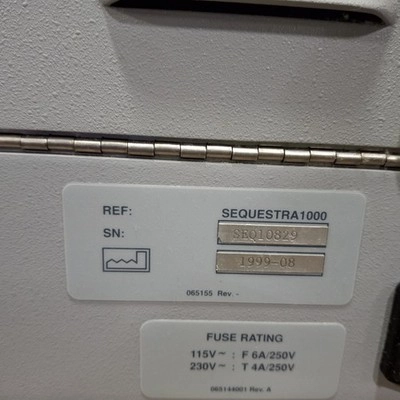 REF: SEQUESTRA1000
SN: SEQ10829
1999-08
065155 Rev. -
FUSE RATING
115V~ : F 6A/250V
230V~ : T 4A/250V
065144001 Rev. A